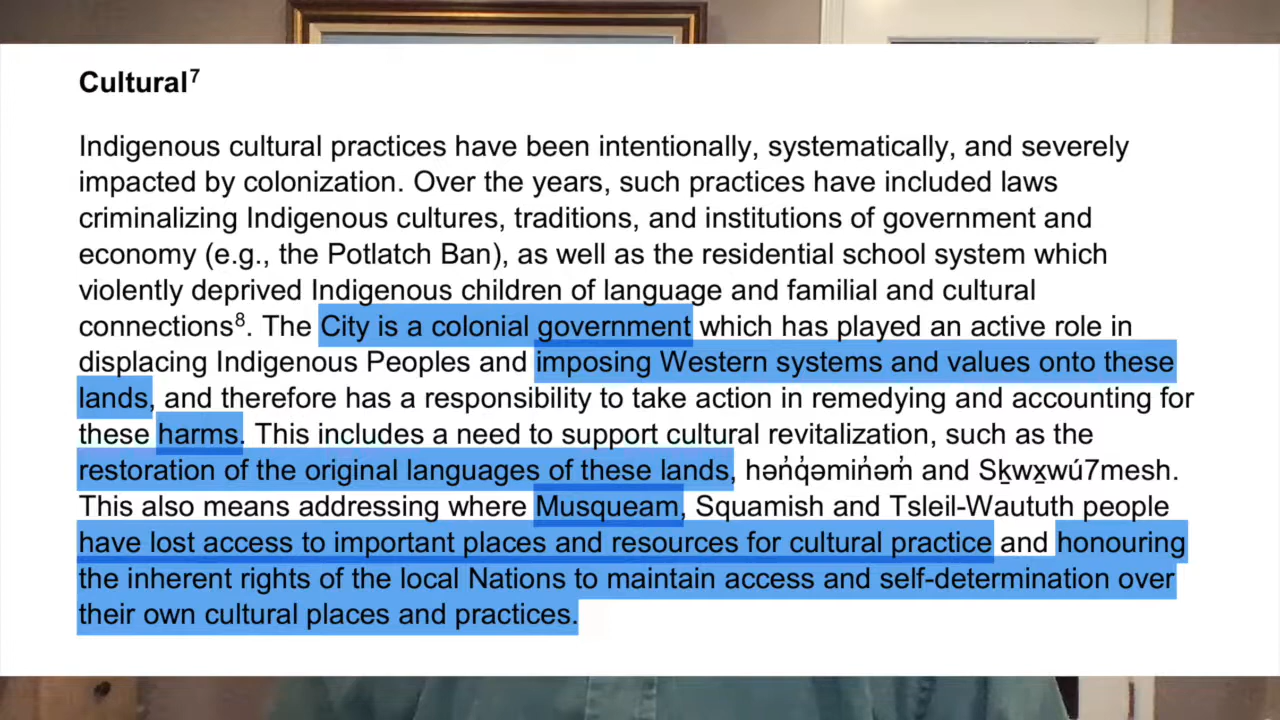 Cultural⁷
Indigenous cultural practices have been intentionally, systematically, and severely
impacted by colonization. Over the years, such practices have included laws
criminalizing Indigenous cultures, traditions, and institutions of government and
economy (e.g., the Potlatch Ban), as well as the residential school system which
violently deprived Indigenous children of language and familial and cultural
connections⁸. The City is a colonial government which has played an active role in
displacing Indigenous Peoples and imposing Western systems and values onto these
lands, and therefore has a responsibility to take action in remedying and accounting for
these harms. This includes a need to support cultural revitalization, such as the
restoration of the original languages of these lands, hən̓q̓əmin̓əm̓ and Sḵwx̱wú7mesh.
This also means addressing where Musqueam, Squamish and Tsleil-Waututh people
have lost access to important places and resources for cultural practice and honouring
the inherent rights of the local Nations to maintain access and self-determination over
their own cultural places and practices.